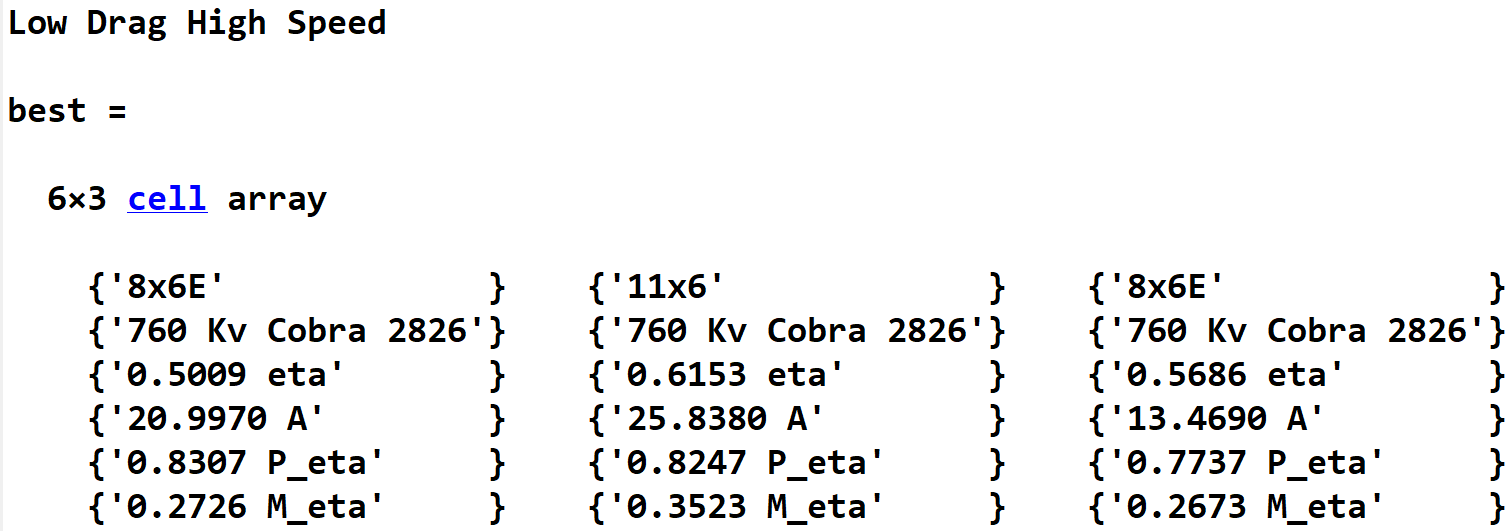 Low Drag High Speed
best =
6×3 cell array
{'8x6E' } {'11x6' } {'8x6E' }
{'760 Kv Cobra 2826'} {'760 Kv Cobra 2826'} {'760 Kv Cobra 2826'}
{'0.5009 eta' } {'0.6153 eta' } {'0.5686 eta' }
{'20.9970 A' } {'25.8380 A' } {'13.4690 A' }
{'0.8307 P_eta' } {'0.8247 P_eta' } {'0.7737 P_eta' }
{'0.2726 M_eta' } {'0.3523 M_eta' } {'0.2673 M_eta' }